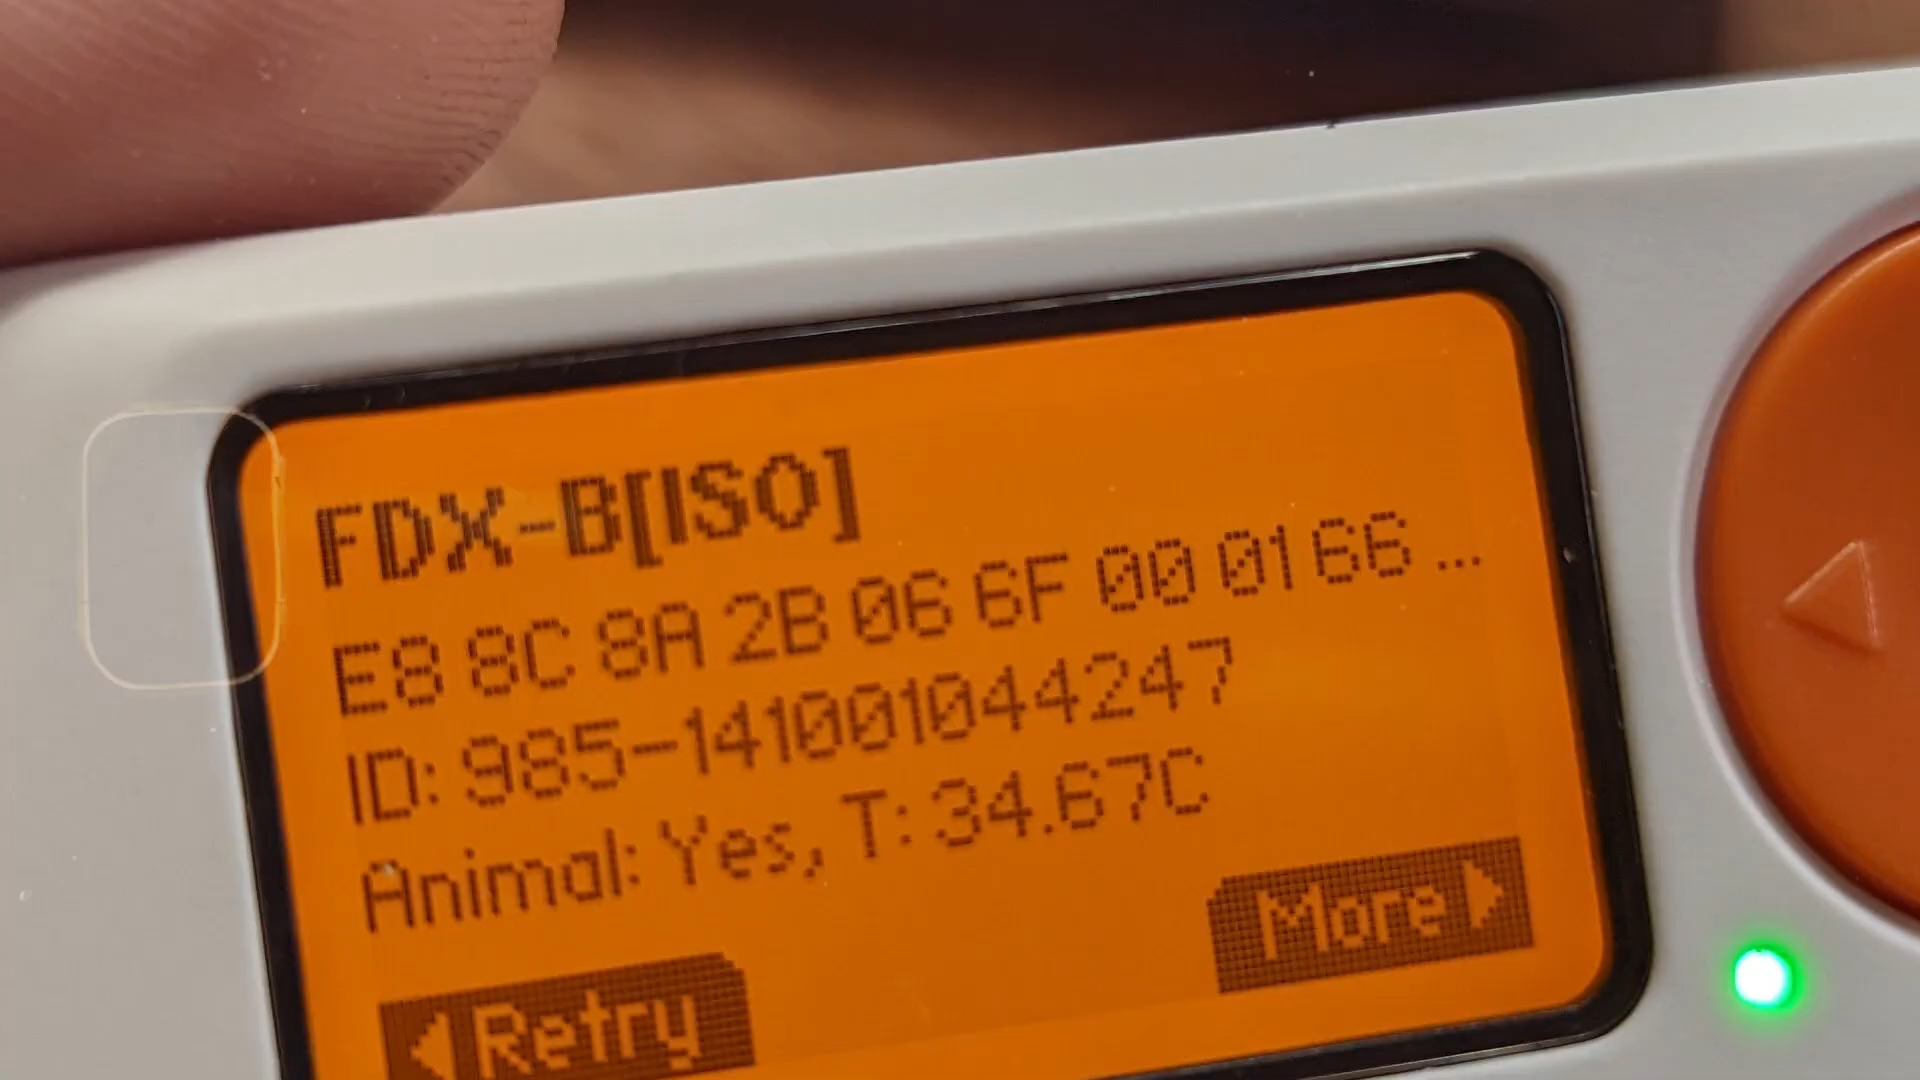 FDX-B[ISO]
E8 8C 8A 2B 06 6F 00 01 66 ...
ID: 985-141001044247
Animal: Yes, T: 34.67C
More
Retry